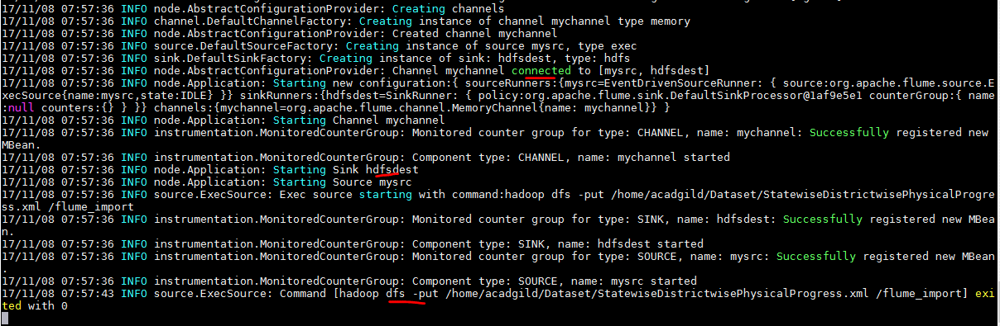 17/11/08 07:57:36 INFO node.AbstractConfigurationProvider: Creating channels
17/11/08 07:57:36 INFO channel.DefaultChannelFactory: Creating instance of channel mychannel type memory
17/11/08 07:57:36 INFO node.AbstractConfigurationProvider: Created channel mychannel
17/11/08 07:57:36 INFO source.DefaultSourceFactory: Creating instance of source mysrc, type exec
17/11/08 07:57:36 INFO sink.DefaultSinkFactory: Creating instance of sink: hdfsdest, type: hdfs
17/11/08 07:57:36 INFO node.AbstractConfigurationProvider: Channel mychannel connected to [mysrc, hdfsdest]
17/11/08 07:57:36 INFO node.Application: Starting new configuration:{ sourceRunners:{mysrc=EventDrivenSourceRunner: { source:org.apache.flume.source.E
xecSource{name:mysrc,state:IDLE} }} sinkRunners:{hdfsdest=SinkRunner: { policy:org.apache.flume.sink.DefaultSinkProcessor@1af9e5e1 counterGroup:{ name
:null counters:{} } }} channels:{mychannel=org.apache.flume.channel.MemoryChannel{name: mychannel}} }
17/11/08 07:57:36 INFO node.Application: Starting Channel mychannel
17/11/08 07:57:36 INFO instrumentation.MonitoredCounterGroup: Monitored counter group for type: CHANNEL, name: mychannel: Successfully registered new
MBean.
17/11/08 07:57:36 INFO instrumentation.MonitoredCounterGroup: Component type: CHANNEL, name: mychannel started
17/11/08 07:57:36 INFO node.Application: Starting Sink hdfsdest
17/11/08 07:57:36 INFO node.Application: Starting Source mysrc
17/11/08 07:57:36 INFO source.ExecSource: Exec source starting with command:hadoop dfs -put /home/acadgild/Dataset/StatewiseDistrictwisePhysicalProgre
ss.xml /flume_import
17/11/08 07:57:36 INFO instrumentation.MonitoredCounterGroup: Monitored counter group for type: SINK, name: hdfsdest: Successfully registered new MBea
n.
17/11/08 07:57:36 INFO instrumentation.MonitoredCounterGroup: Component type: SINK, name: hdfsdest started
17/11/08 07:57:36 INFO instrumentation.MonitoredCounterGroup: Monitored counter group for type: SOURCE, name: mysrc: Successfully registered new MBean
.
17/11/08 07:57:36 INFO instrumentation.MonitoredCounterGroup: Component type: SOURCE, name: mysrc started
17/11/08 07:57:43 INFO source.ExecSource: Command [hadoop dfs -put /home/acadgild/Dataset/StatewiseDistrictwisePhysicalProgress.xml /flume_import] exi
ted with 0